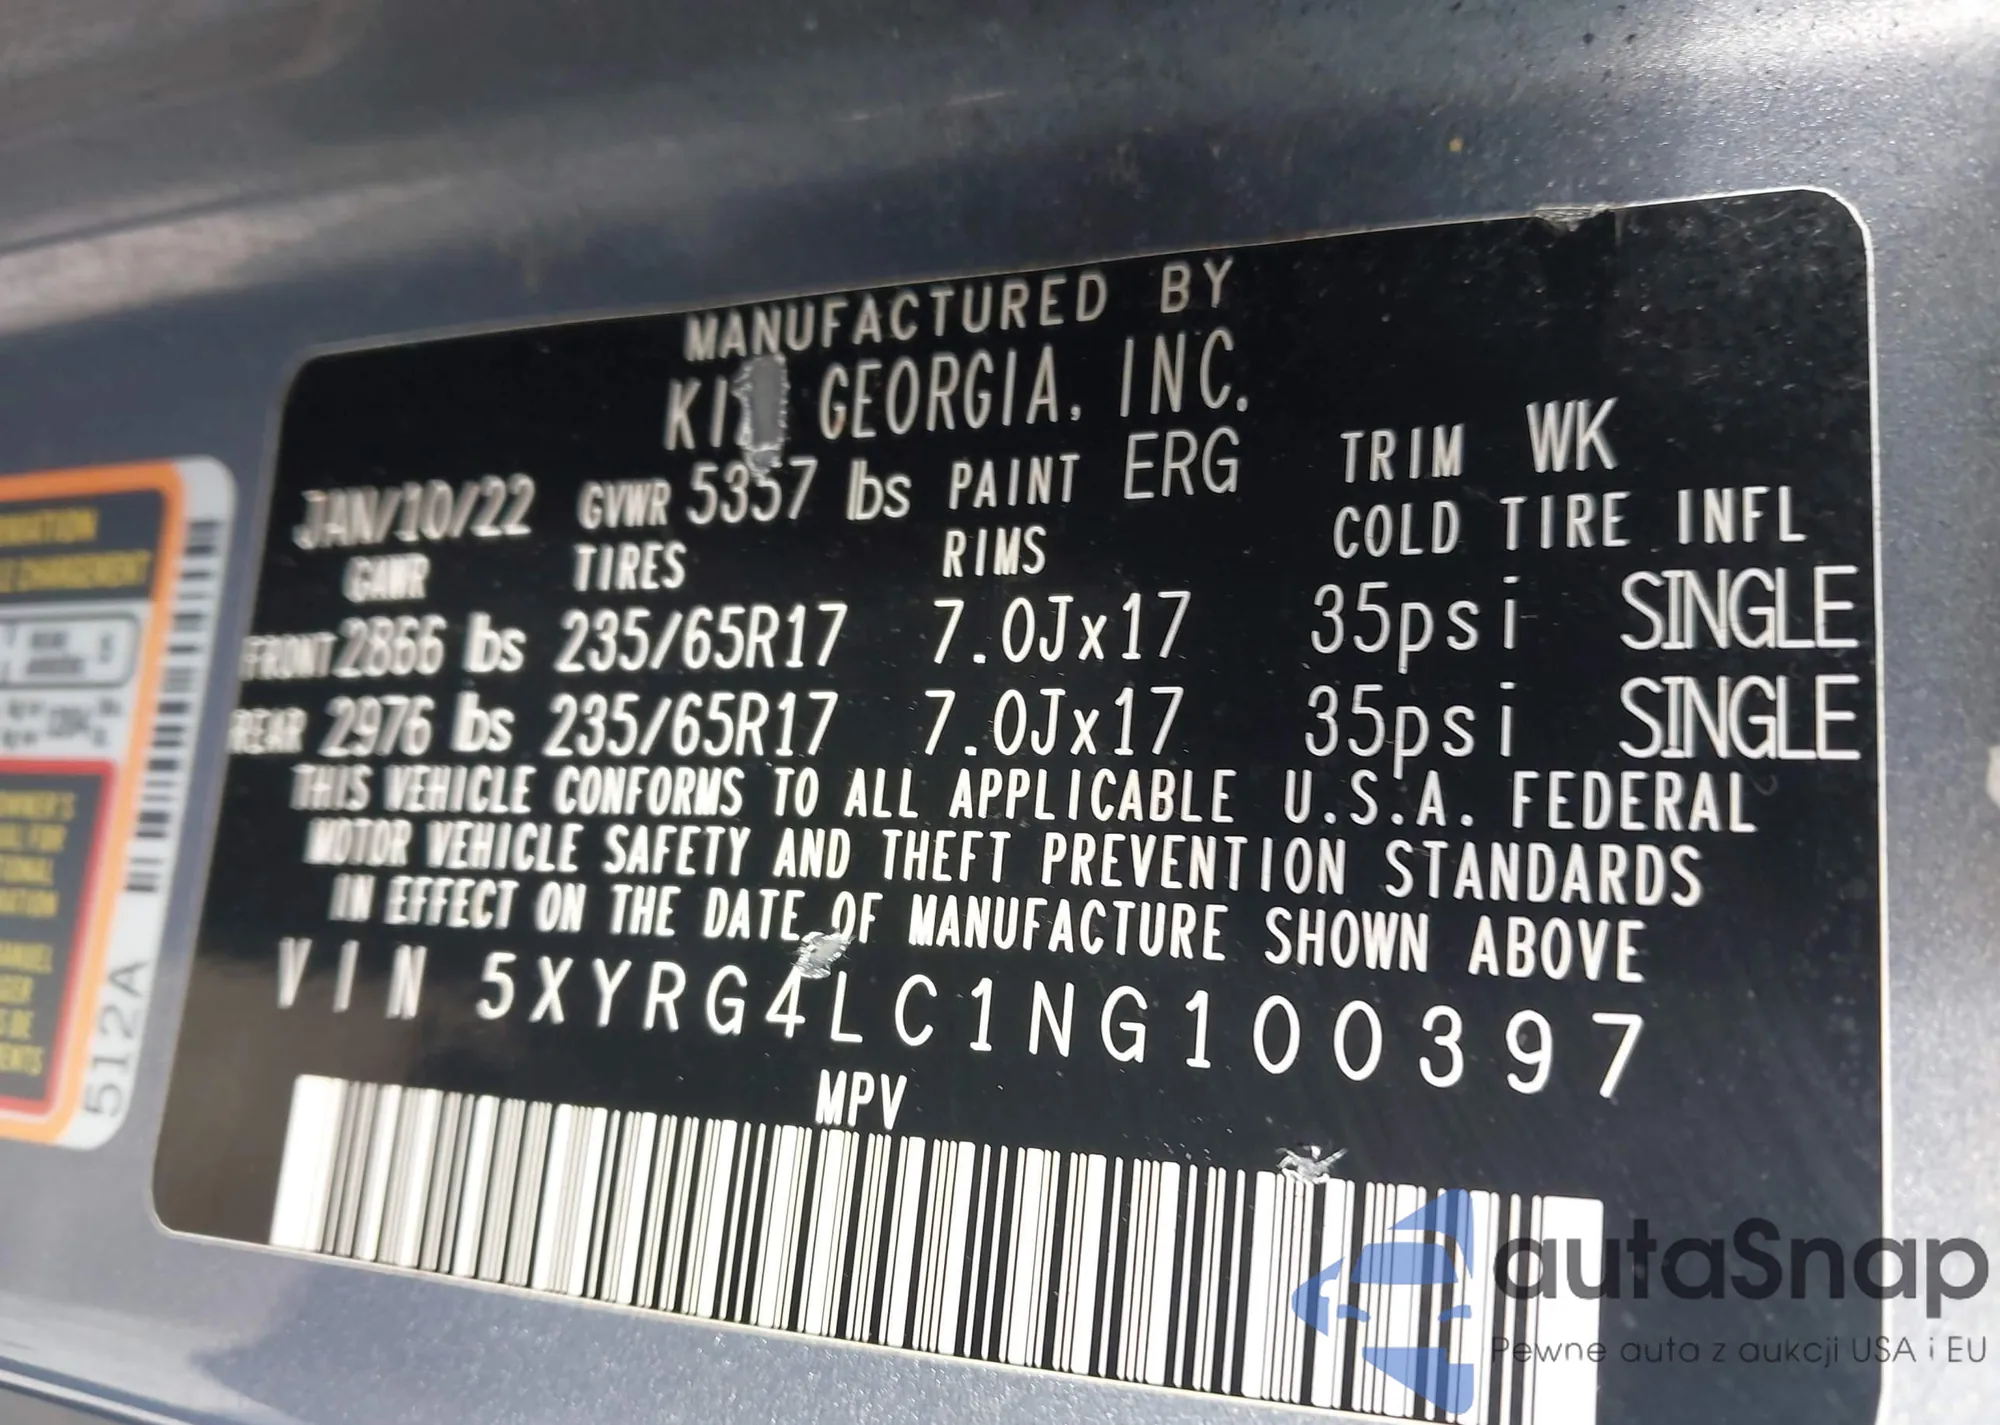 MANUFACTURED BY
KIA GEORGIA, INC.
JAN/10/22 GVWR 5357 lbs PAINT ERG TRIM WK
GAWR TIRES RIMS COLD TIRE INFL
FRONT 2866 lbs 235/65R17 7.0Jx17 35psi SINGLE
REAR 2976 lbs 235/65R17 7.0Jx17 35psi SINGLE
THIS VEHICLE CONFORMS TO ALL APPLICABLE U.S.A. FEDERAL
MOTOR VEHICLE SAFETY AND THEFT PREVENTION STANDARDS
IN EFFECT ON THE DATE OF MANUFACTURE SHOWN ABOVE
VIN 5XYRG4LC1NG100397
MPV
512A
autaSnap
Pewne auta z aukcji USA i EU